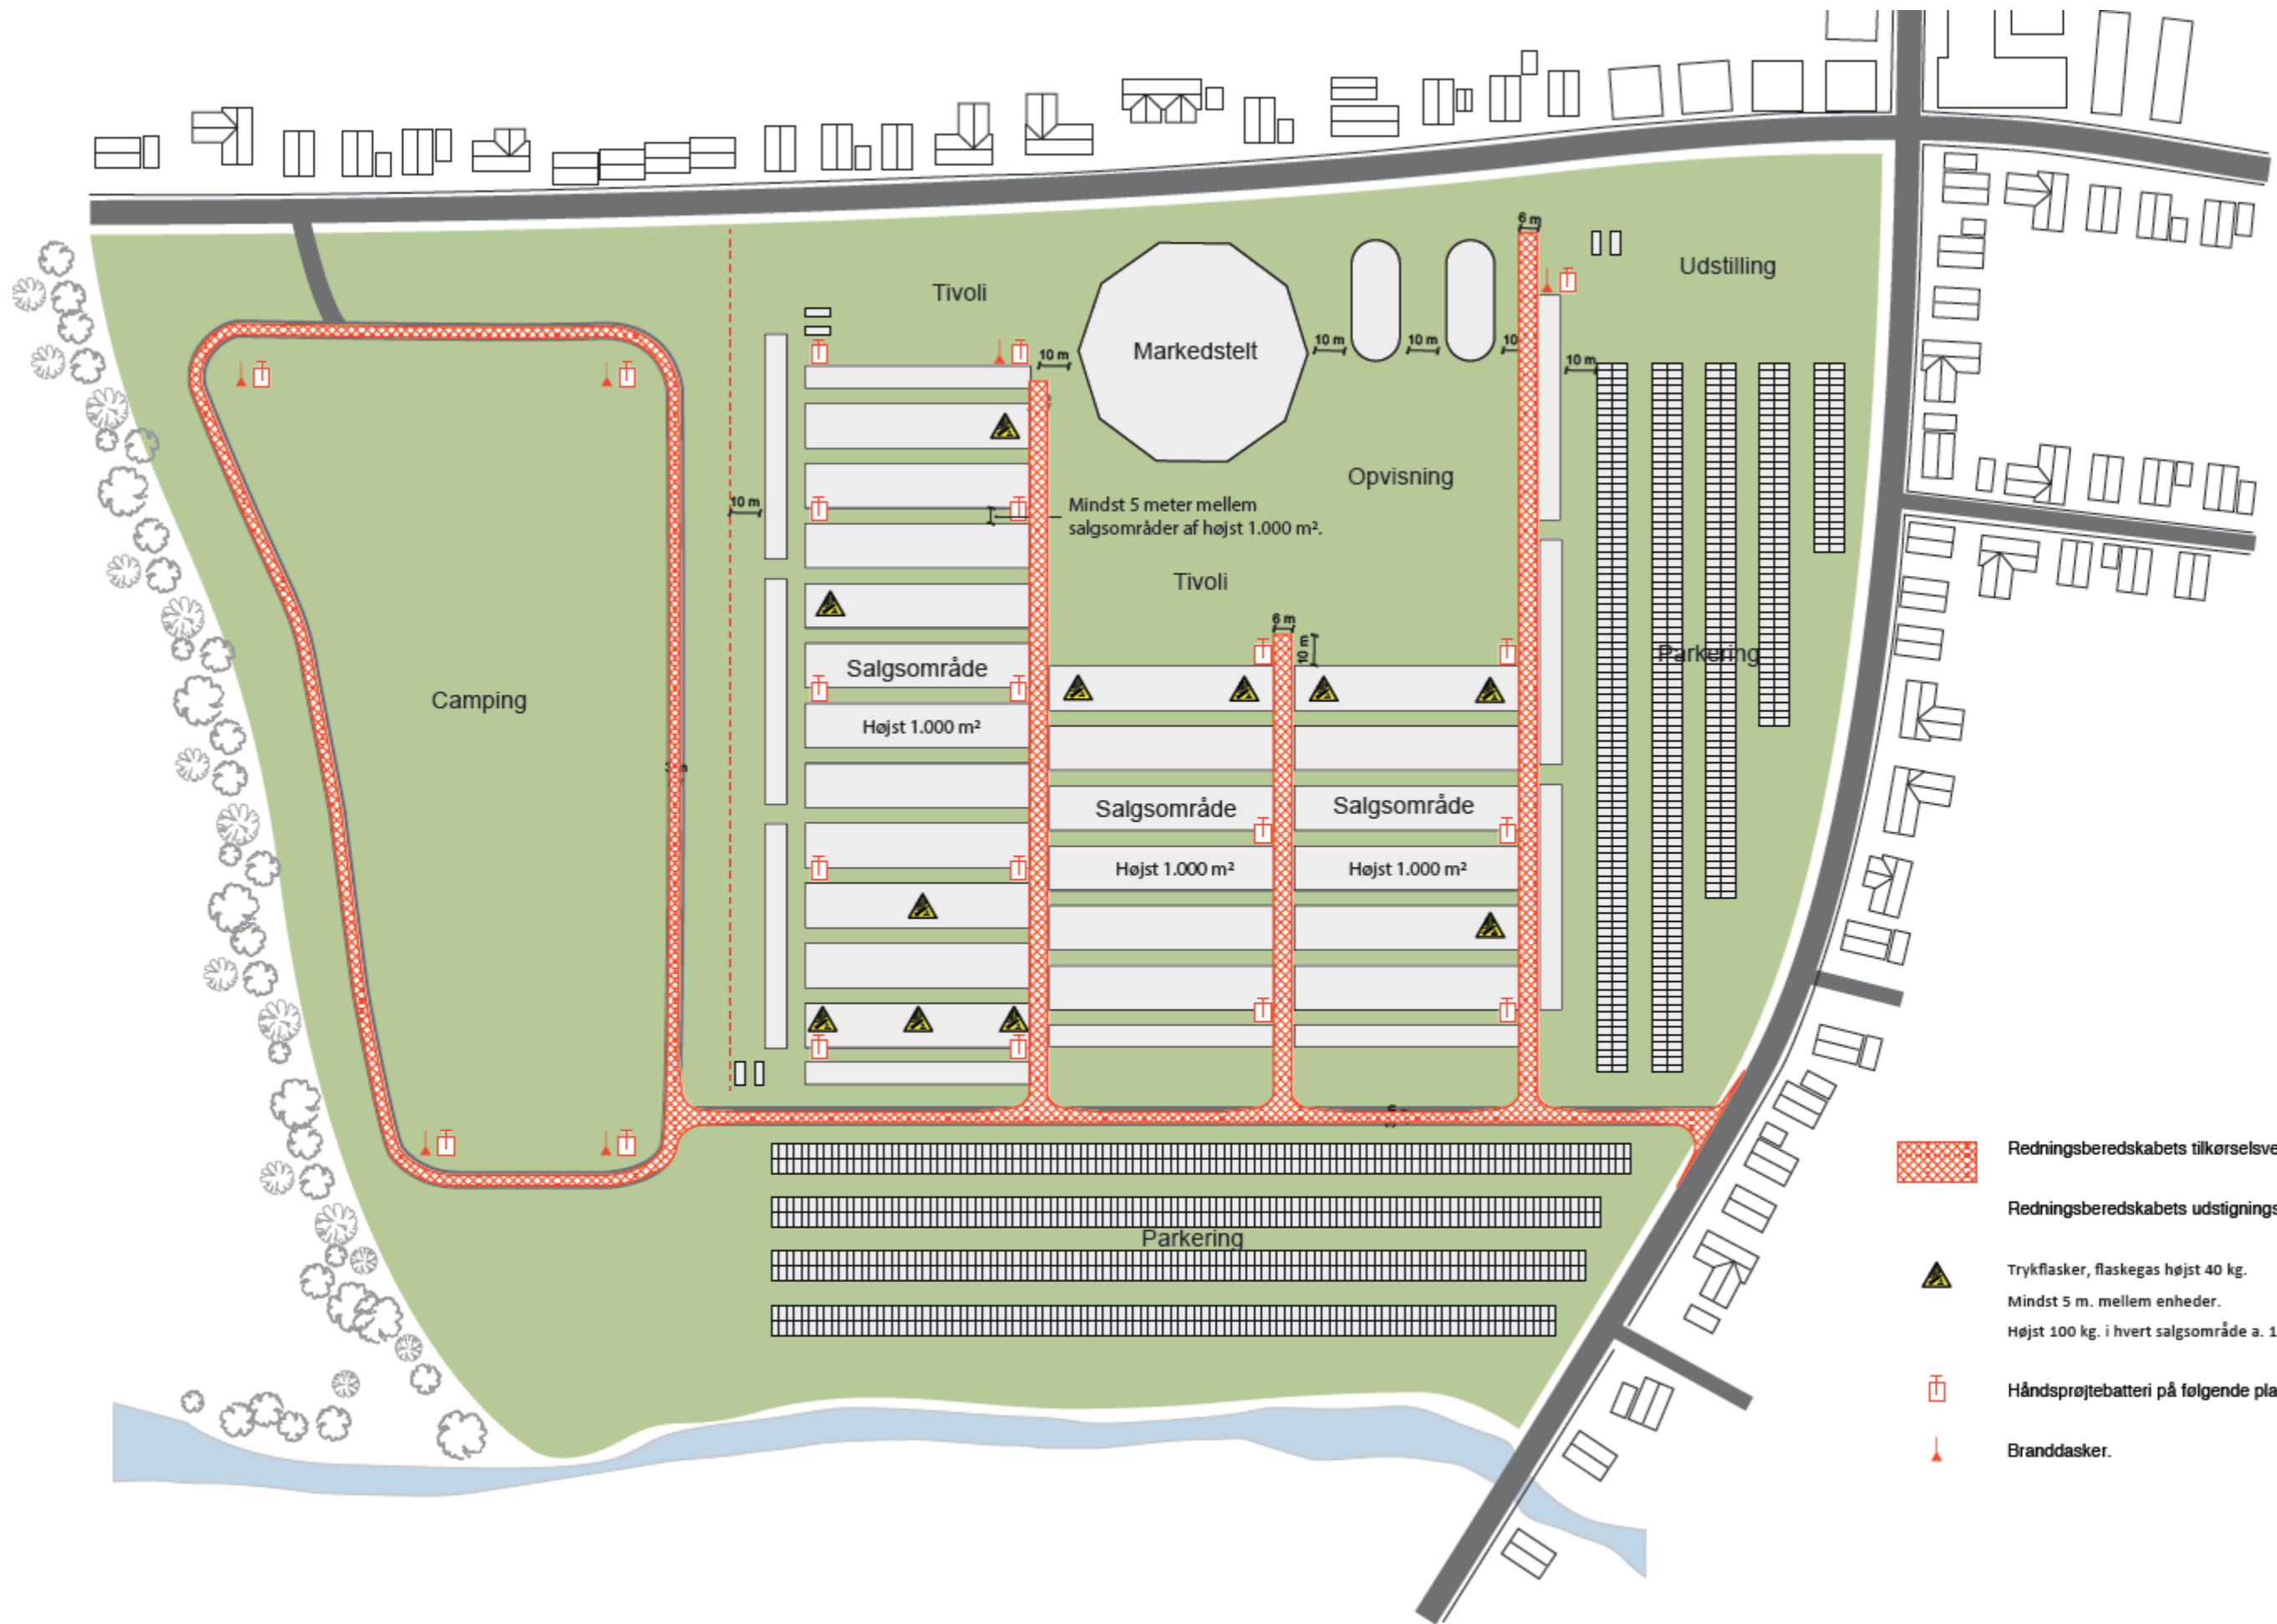 6 m
Udstilling
Tivoli
Markedstelt
10 m
10 m
10 m
10
10 m
Opvisning
10 m
Mindst 5 meter mellem
salgsområder af højst 1.000 m².
Tivoli
6 m
10 m
Parkering
Salgsområde
Camping
Højst 1.000 m²
Salgsområde
Salgsområde
Højst 1.000 m²
Højst 1.000 m²
Parkering
Redningsberedskabets tilkørselsve
Redningsberedskabets udstignings
Trykflasker, flaskegas højst 40 kg.
Mindst 5 m. mellem enheder.
Højst 100 kg. i hvert salgsområde a. 1
Håndsprøjtebatteri på følgende pla
Branddasker.